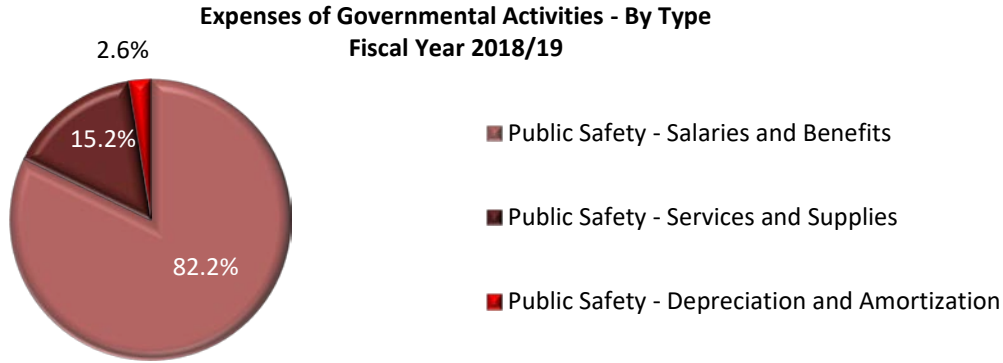 Expenses of Governmental Activities - By Type
Fiscal Year 2018/19
2.6%
15.2%
82.2%
Public Safety - Salaries and Benefits
Public Safety - Services and Supplies
Public Safety - Depreciation and Amortization